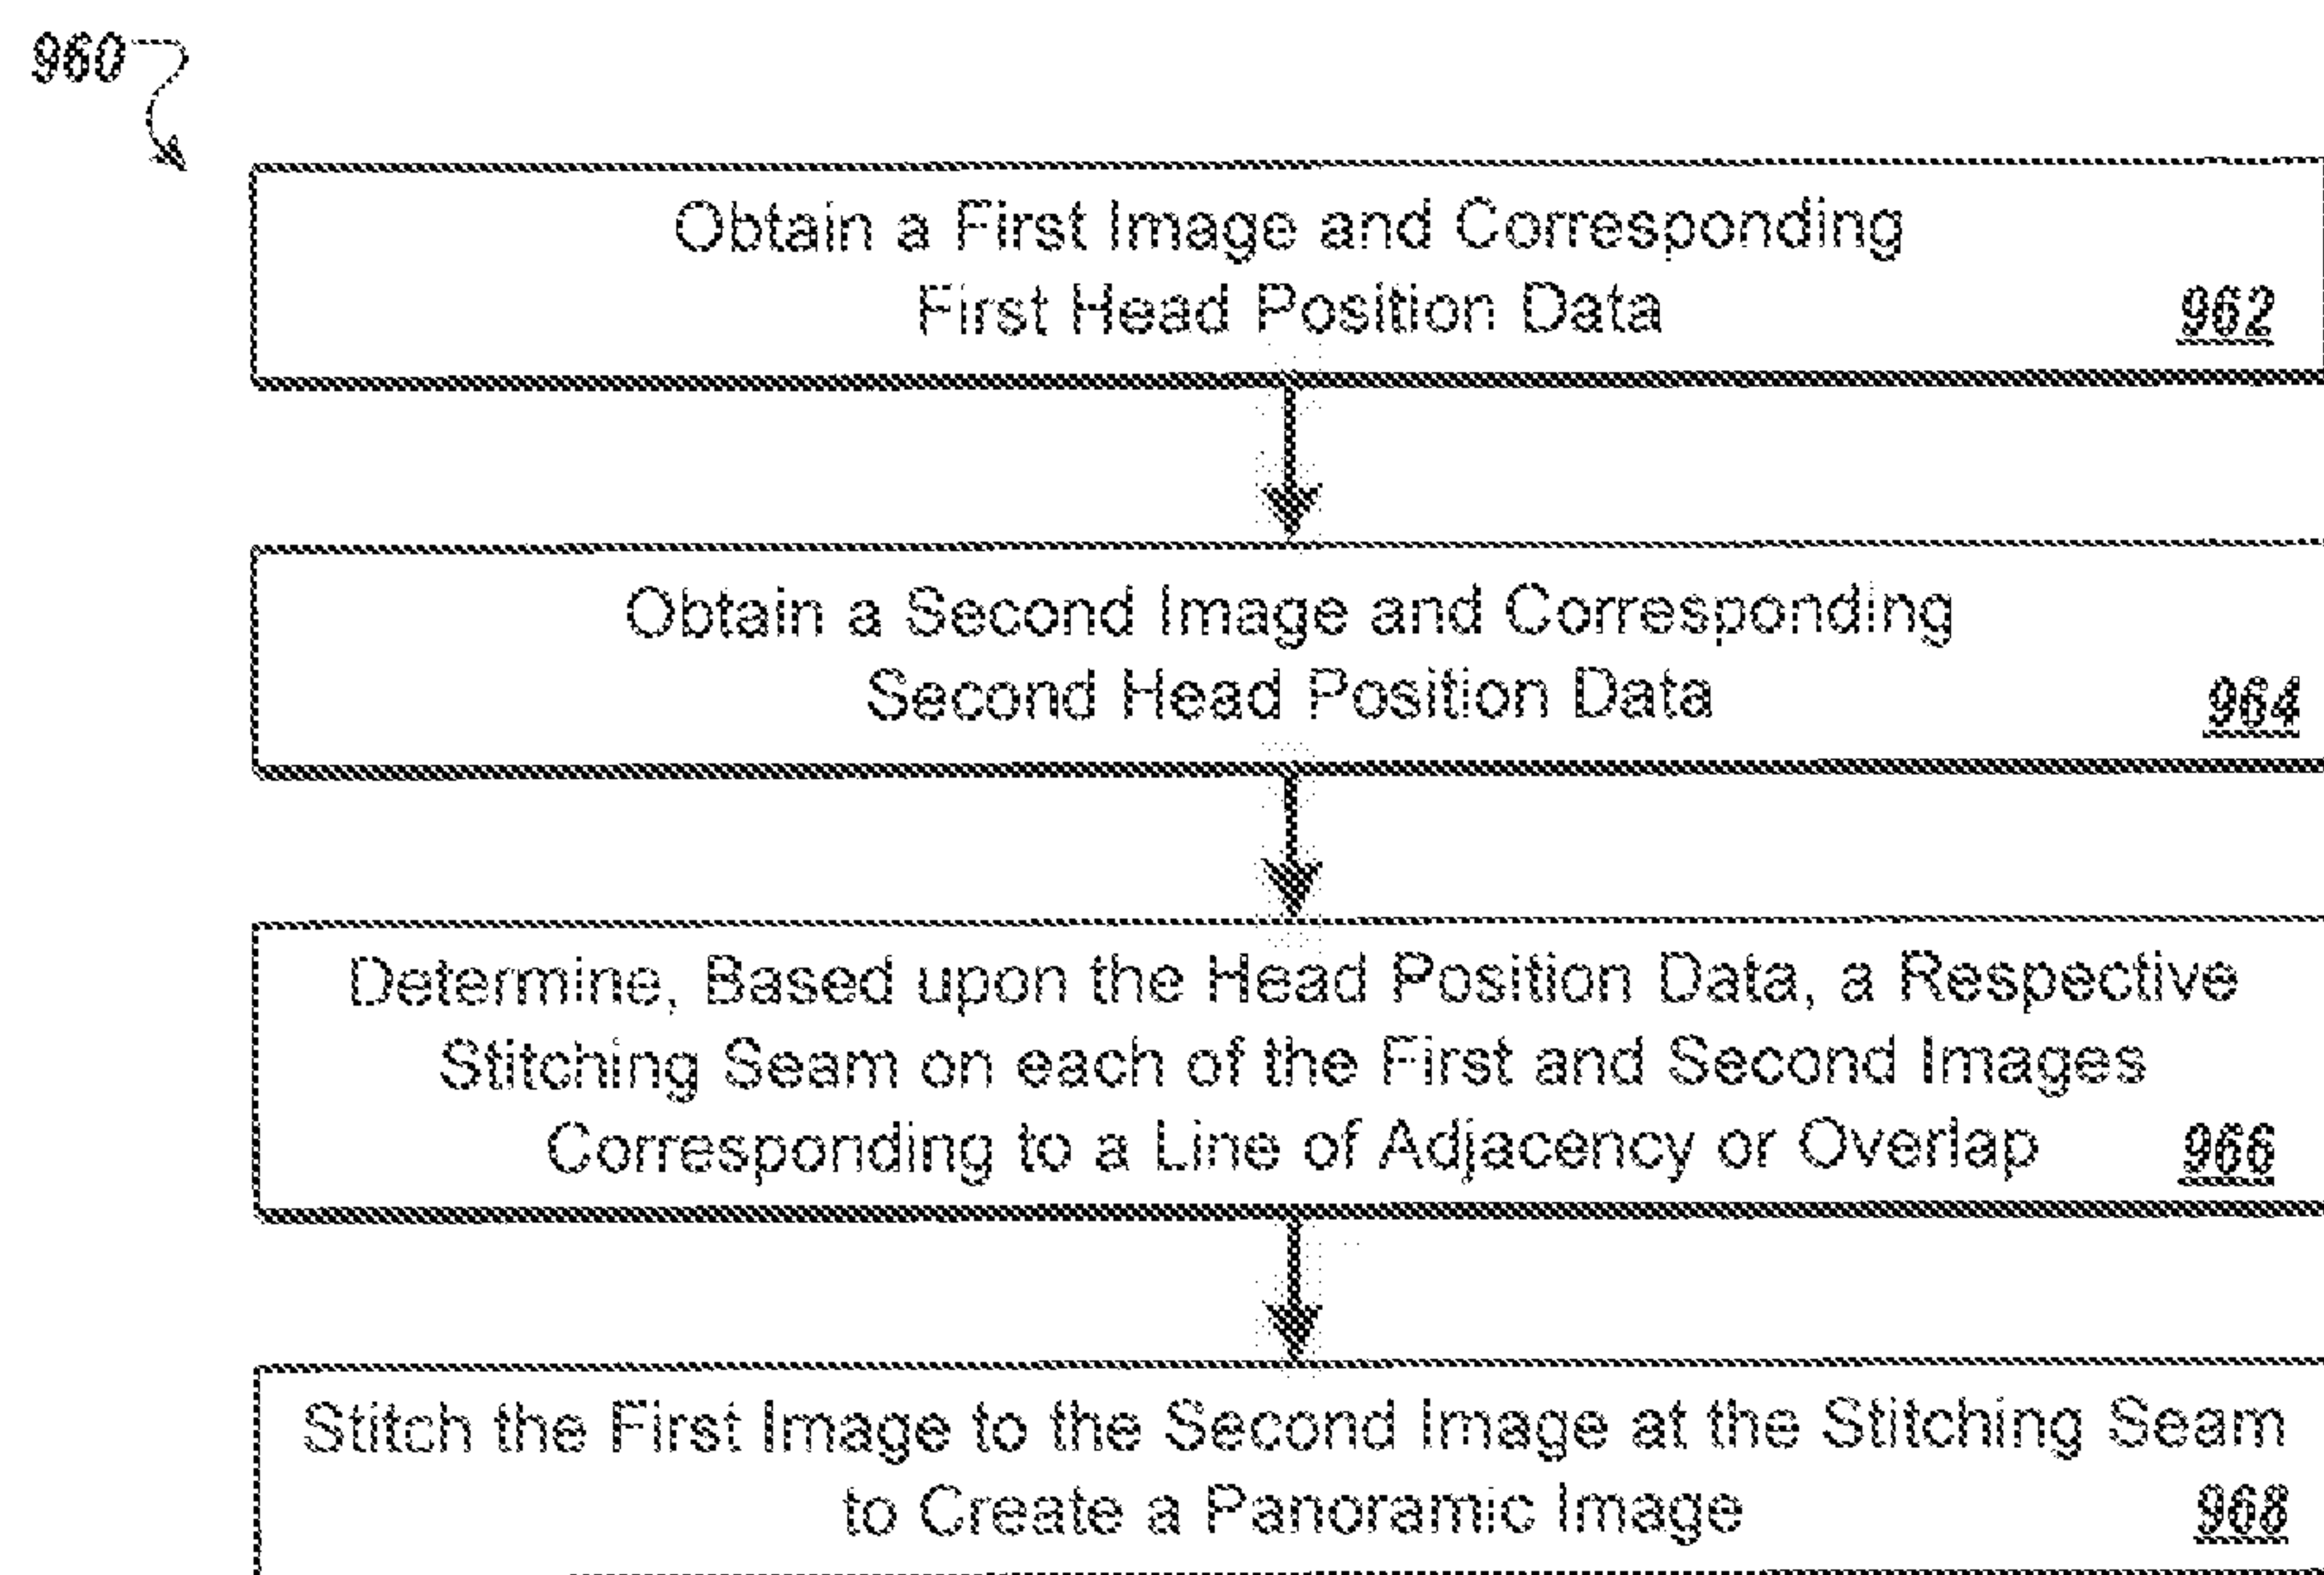 960
Obtain a First Image and Corresponding
First Head Position Data
962
Obtain a Second Image and Corresponding
Second Head Position Data
964
Determine, Based upon the Head Position Data, a Respective
Stitching Seam on each of the First and Second Images
Corresponding to a Line of Adjacency or Overlap
966
Stitch the First Image to the Second Image at the Stitching Seam
to Create a Panoramic Image
968